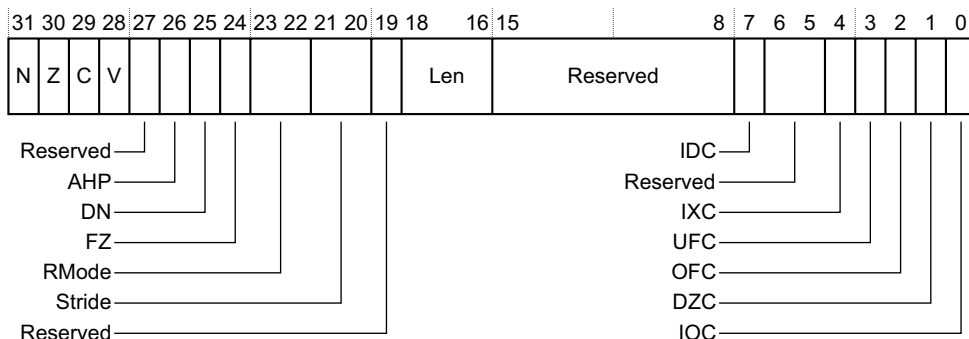 31 30 29 28 27 26 25 24 23 22 21 20 19 18 16 15 8 7 6 5 4 3 2 1 0
N Z C V Len Reserved
Reserved IDC
AHP Reserved
DN IXC
FZ UFC
RMode OFC
Stride DZC
Reserved IOC